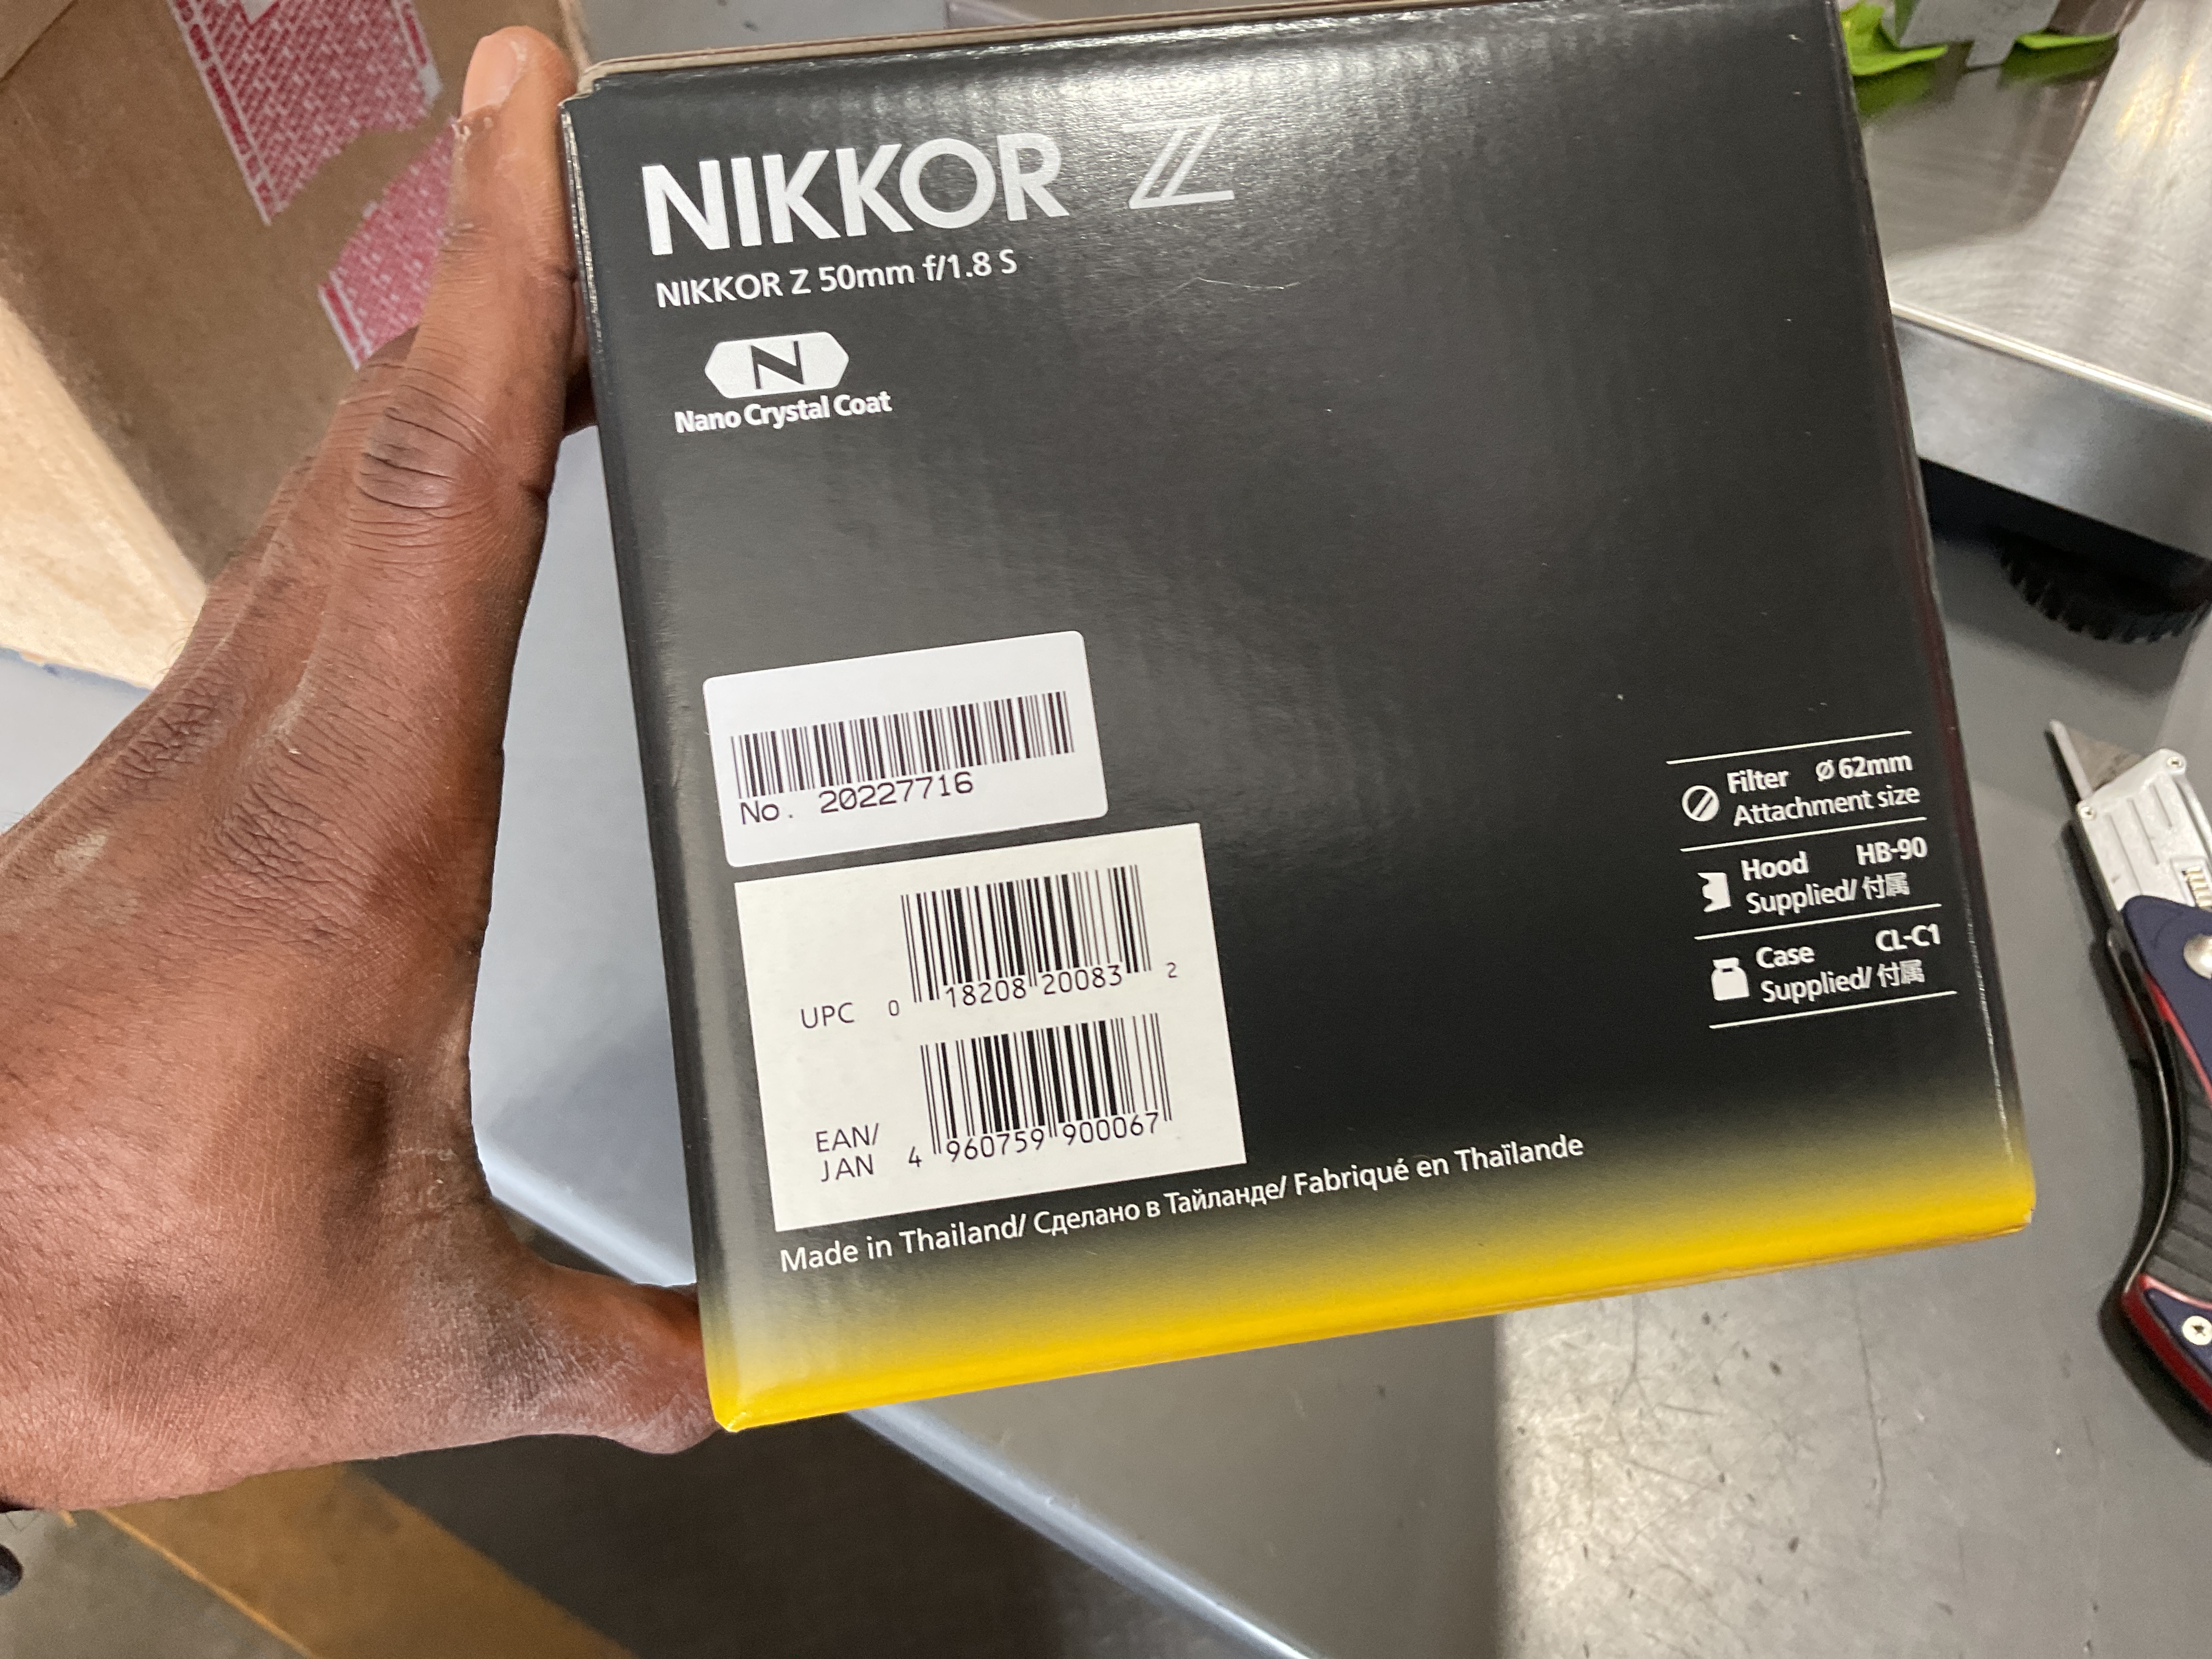 NIKKOR Z
NIKKOR Z 50mm f/1.8 S
N
Nano Crystal Coat
No. 20227716
UPC 0 18208 20083 2
EAN/
JAN 4 960759 900067
Made in Thailand/ Сделано в Тайланде/ Fabriqué en Thaïlande
Filter Ø 62mm
Attachment size
Hood HB-90
Supplied/ 付属
Case CL-C1
Supplied/ 付属